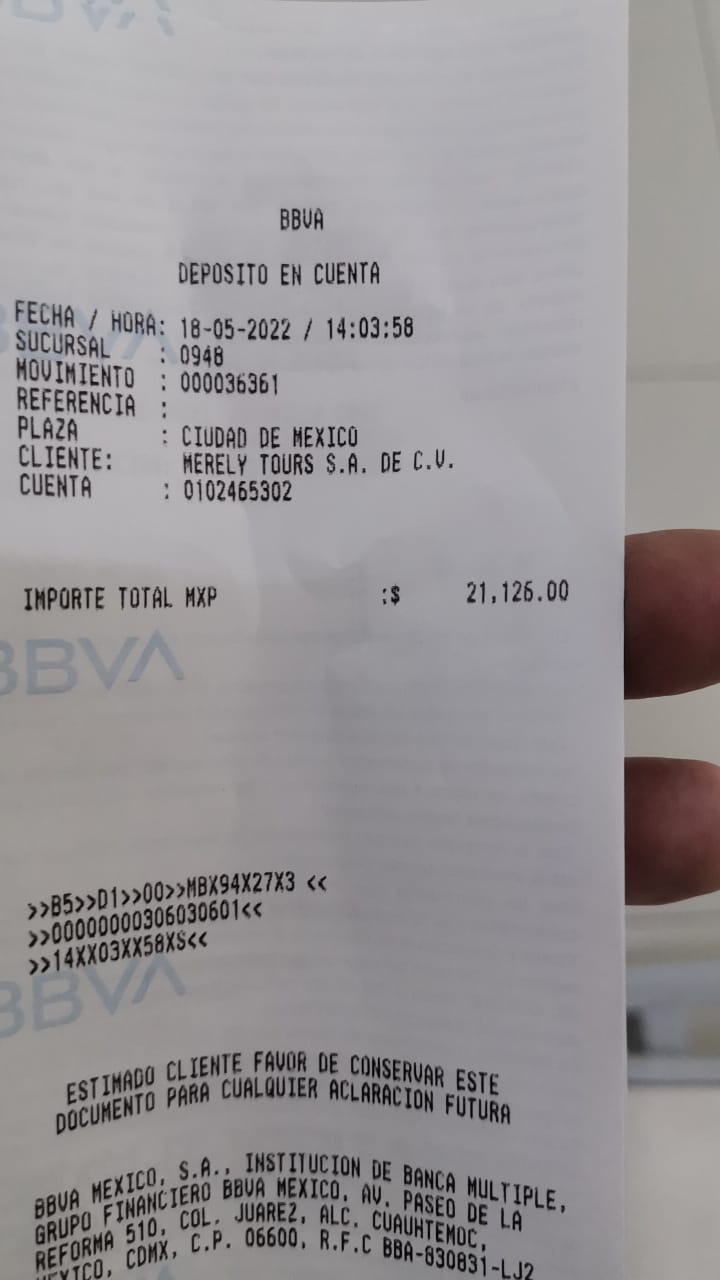 BBVA
DEPOSITO EN CUENTA
FECHA / HORA: 18-05-2022 / 14:03:58
SUCURSAL : 0948
MOVIMIENTO : 000036361
REFERENCIA :
PLAZA : CIUDAD DE MEXICO
CLIENTE: MERELY TOURS S.A. DE C.V.
CUENTA : 0102465302
IMPORTE TOTAL MXP :$ 21,126.00
BBVA
>>B5>>D1>>00>>MBX94X27X3 <<
>>00000000306030601<<
>>14XX03XX58XS<<
BBVA
ESTIMADO CLIENTE FAVOR DE CONSERVAR ESTE
DOCUMENTO PARA CUALQUIER ACLARACION FUTURA
BBVA MEXICO, S.A., INSTITUCION DE BANCA MULTIPLE,
GRUPO FINANCIERO BBVA MEXICO, AV. PASEO DE LA
REFORMA 510, COL. JUAREZ, ALC. CUAUHTEMOC,
MEXICO, CDMX, C.P. 06600, R.F.C BBA-830831-LJ2